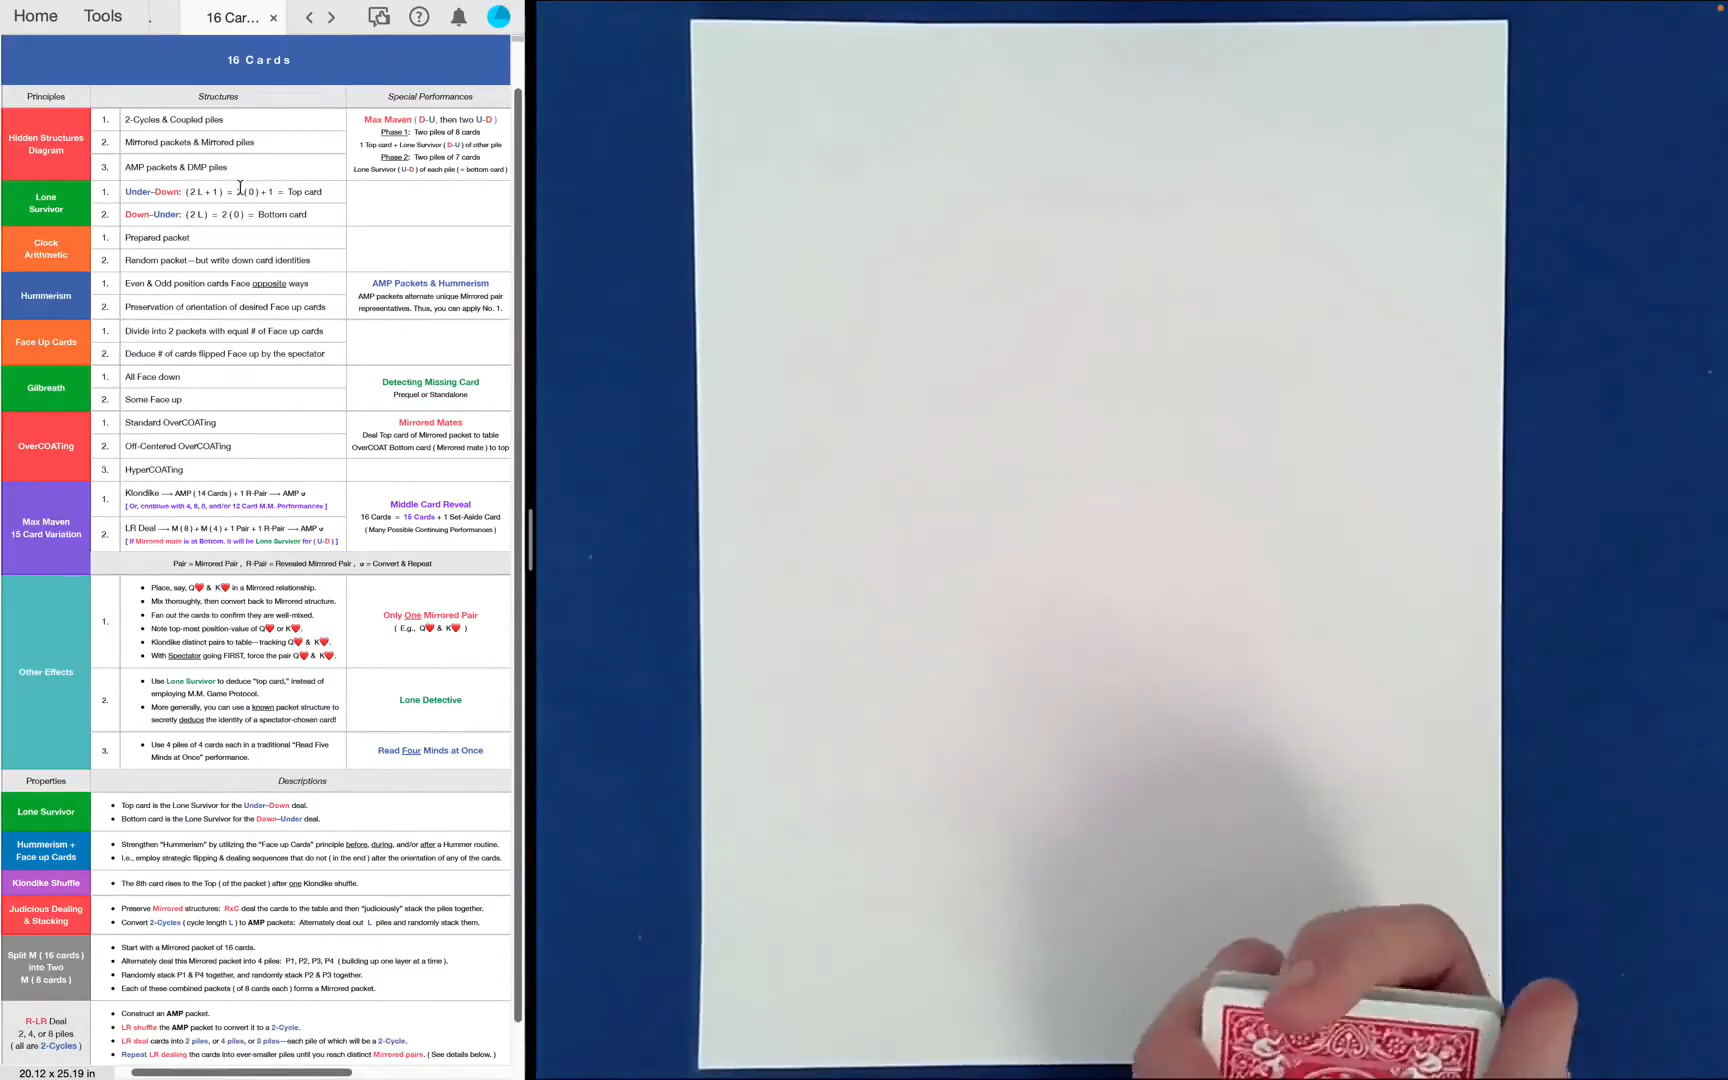 Home Tools . 16 Car... ×
16 Cards
Principles Structures Special Performances
Hidden Structures
Diagram
1. 2-Cycles & Coupled piles
2. Mirrored packets & Mirrored piles
3. AMP packets & DMP piles
Max Maven ( D-U, then two U-D )
Phase 1: Two piles of 8 cards
1 Top card + Lone Survivor ( D-U ) of other pile
Phase 2: Two piles of 7 cards
Lone Survivor ( U-D ) of each pile ( = bottom card )
Lone
Survivor
1. Under–Down: ( 2 L + 1 ) = 2 ( 0 ) + 1 = Top card
2. Down–Under: ( 2 L ) = 2 ( 0 ) = Bottom card
Clock
Arithmetic
1. Prepared packet
2. Random packet—but write down card identities
Hummerism
1. Even & Odd position cards Face opposite ways
2. Preservation of orientation of desired Face up cards
AMP Packets & Hummerism
AMP packets alternate unique Mirrored pair
representatives. Thus, you can apply No. 1.
Face Up Cards
1. Divide into 2 packets with equal # of Face up cards
2. Deduce # of cards flipped Face up by the spectator
Gilbreath
1. All Face down
2. Some Face up
Detecting Missing Card
Prequel or Standalone
OverCOATing
1. Standard OverCOATing
2. Off-Centered OverCOATing
3. HyperCOATing
Mirrored Mates
Deal Top card of Mirrored packet to table
OverCOAT Bottom card ( Mirrored mate ) to top
Max Maven
15 Card Variation
1. Klondike ⟶ AMP ( 14 Cards ) + 1 R-Pair ⟶ AMP ↺
[ Or, continue with 4, 6, 8, and/or 12 Card M.M. Performances ]
2. LR Deal ⟶ M ( 8 ) + M ( 4 ) + 1 Pair + 1 R-Pair ⟶ AMP ↺
[ If Mirrored mate is at Bottom, it will be Lone Survivor for ( U-D ) ]
Middle Card Reveal
16 Cards = 15 Cards + 1 Set-Aside Card
( Many Possible Continuing Performances )
Pair = Mirrored Pair , R-Pair = Revealed Mirrored Pair , ↺ = Convert & Repeat
Other Effects
1.
• Place, say, Q♥ & K♥ in a Mirrored relationship.
• Mix thoroughly, then convert back to Mirrored structure.
• Fan out the cards to confirm they are well-mixed.
• Note top-most position-value of Q♥ or K♥.
• Klondike distinct pairs to table—tracking Q♥ & K♥.
• With Spectator going FIRST, force the pair Q♥ & K♥.
Only One Mirrored Pair
( E.g., Q♥ & K♥ )
2.
• Use Lone Survivor to deduce "top card," instead of
employing M.M. Game Protocol.
• More generally, you can use a known packet structure to
secretly deduce the identity of a spectator-chosen card!
Lone Detective
3.
• Use 4 piles of 4 cards each in a traditional "Read Five
Minds at Once" performance.
Read Four Minds at Once
Properties Descriptions
Lone Survivor
• Top card is the Lone Survivor for the Under–Down deal.
• Bottom card is the Lone Survivor for the Down–Under deal.
Hummerism +
Face up Cards
• Strengthen "Hummerism" by utilizing the "Face up Cards" principle before, during, and/or after a Hummer routine.
• I.e., employ strategic flipping & dealing sequences that do not ( in the end ) alter the orientation of any of the cards.
Klondike Shuffle
• The 8th card rises to the Top ( of the packet ) after one Klondike shuffle.
Judicious Dealing
& Stacking
• Preserve Mirrored structures: RxC deal the cards to the table and then "judiciously" stack the piles together.
• Convert 2-Cycles ( cycle length L ) to AMP packets: Alternately deal out L piles and randomly stack them.
Split M ( 16 cards )
into Two
M ( 8 cards )
• Start with a Mirrored packet of 16 cards.
• Alternately deal this Mirrored packet into 4 piles: P1, P2, P3, P4 ( building up one layer at a time ).
• Randomly stack P1 & P4 together, and randomly stack P2 & P3 together.
• Each of these combined packets ( of 8 cards each ) forms a Mirrored packet.
R-LR Deal
2, 4, or 8 piles
( all are 2-Cycles )
• Construct an AMP packet.
• LR shuffle the AMP packet to convert it to a 2-Cycle.
• LR deal cards into 2 piles, or 4 piles, or 8 piles—each pile of which will be a 2-Cycle.
• Repeat LR dealing the cards into ever-smaller piles until you reach distinct Mirrored pairs. ( See details below. )
20.12 x 25.19 in